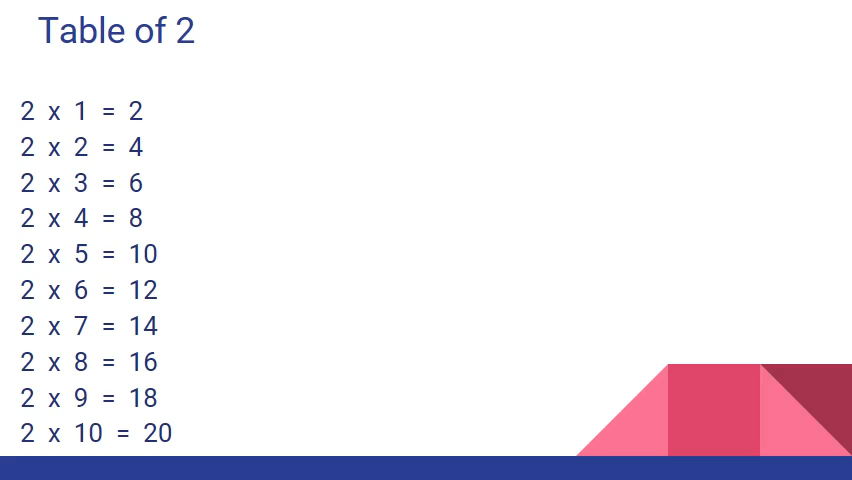 Table of 2
2 x 1 = 2
2 x 2 = 4
2 x 3 = 6
2 x 4 = 8
2 x 5 = 10
2 x 6 = 12
2 x 7 = 14
2 x 8 = 16
2 x 9 = 18
2 x 10 = 20